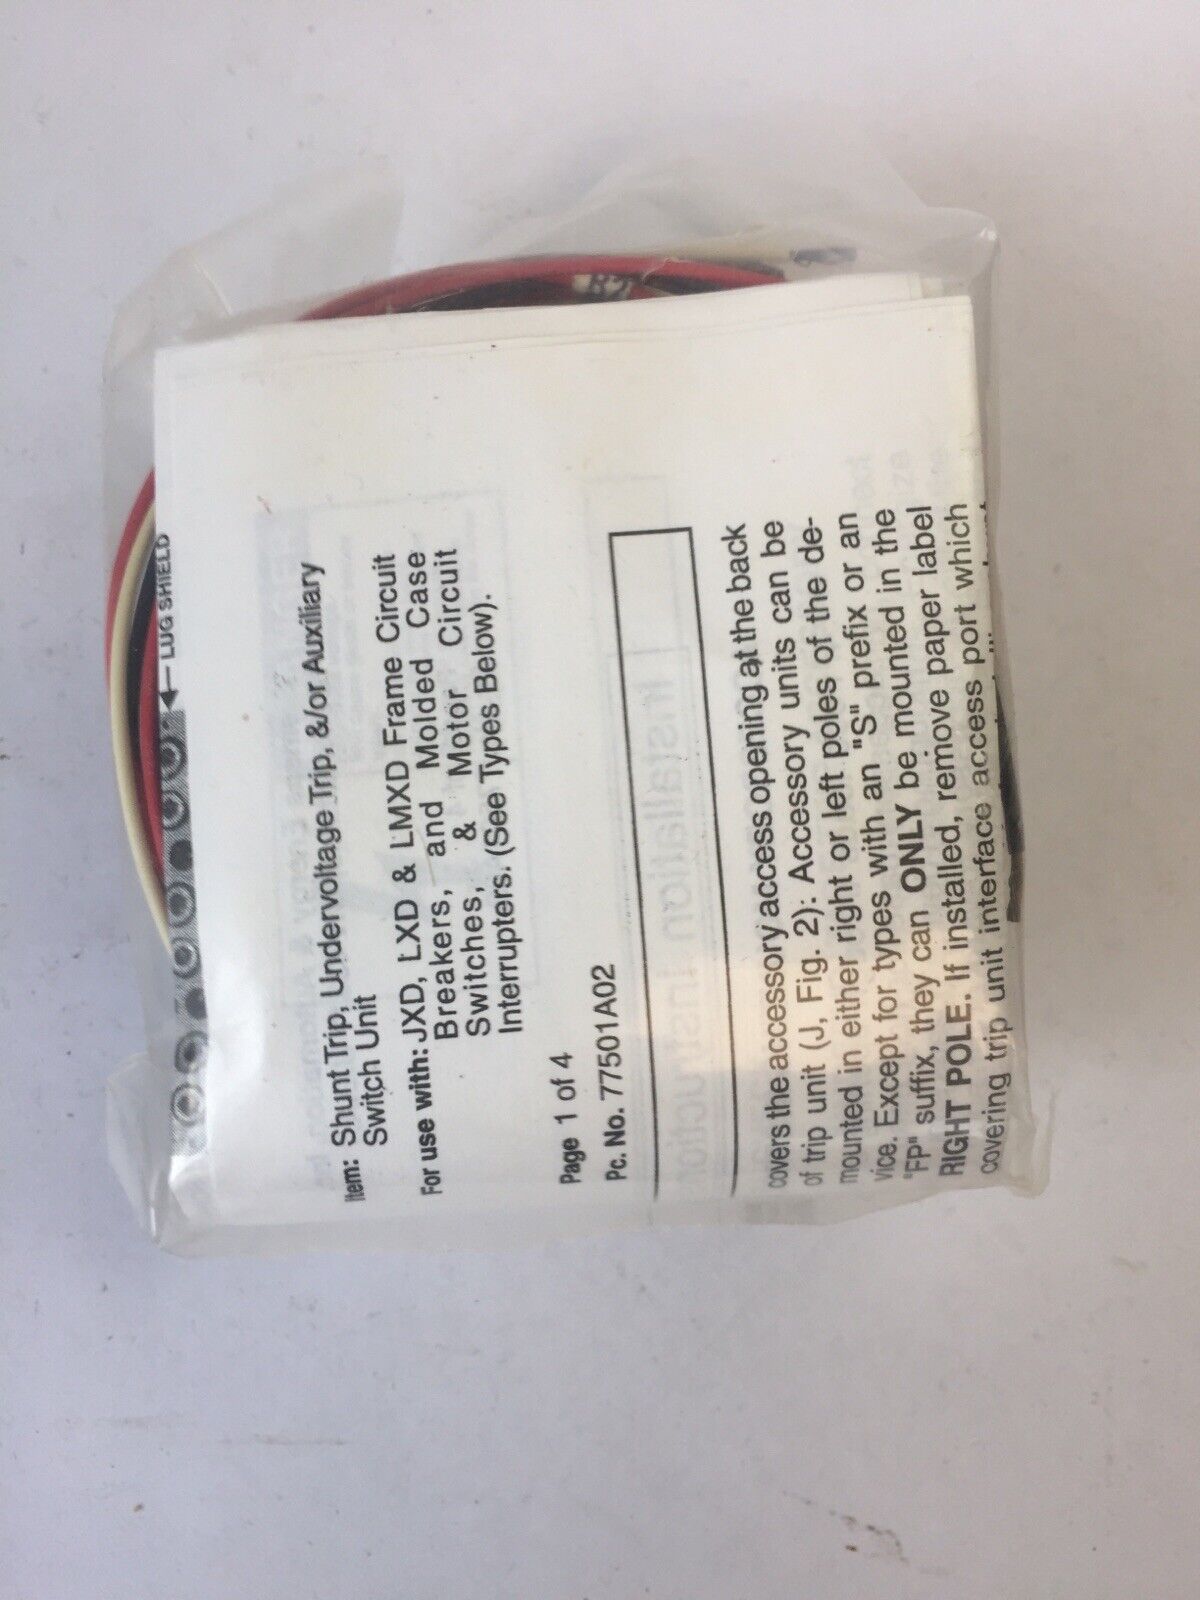 B2
LUG SHIELD
Item: Shunt Trip, Undervoltage Trip, &/or Auxiliary
Switch Unit
For use with: JXD, LXD & LMXD Frame Circuit
Breakers, and Molded Case
Switches, & Motor Circuit
Interrupters. (See Types Below).
Page 1 of 4
Pc. No. 77501A02
covers the accessory access opening at the back
of trip unit (J, Fig. 2): Accessory units can be
mounted in either right or left poles of the de-
vice. Except for types with an "S" prefix or an
"FP" suffix, they can ONLY be mounted in the
RIGHT POLE. If installed, remove paper label
covering trip unit interface access port which